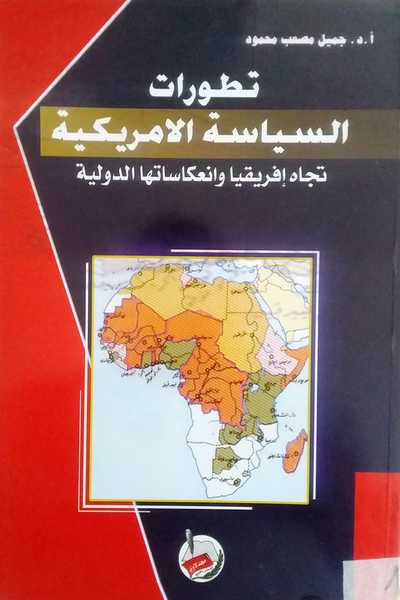 أ.د. جميل مصعب محمود
تطورات
السياسة الامريكية
تجاه إفريقيا وانعكاساتها الدولية